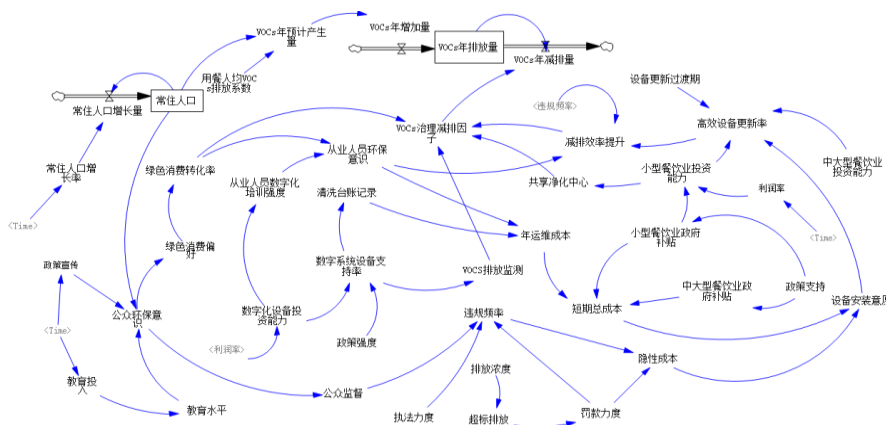 VOCs年预计产生
量
VOCs年增加量
VOCs年排放量
VOCs年减排量
用餐人均VOC
s排放系数
常住人口
常住人口增长量
设备更新过渡期
<违规频率>
高效设备更新率
VOCs治理减排因
子
减排效率提升
从业人员环保
意识
常住人口增
长率
绿色消费转化率
中大型餐饮业
投资能力
小型餐饮业投资
能力
共享净化中心
从业人员数字化
培训强度
清洗台账记录
利润率
<Time>
绿色消费偏
好
年运维成本
小型餐饮业政府
补贴
<Time>
政策宣传
数字系统设备支
持率
VOCS排放监测
中大型餐饮业政
府补贴
政策支持
设备安装意愿
短期总成本
公众环保意
识
数字化设备投
资能力
违规频率
<Time>
政策强度
<利润率>
隐性成本
排放浓度
教育投
入
公众监督
教育水平
执法力度
超标排放
罚款力度